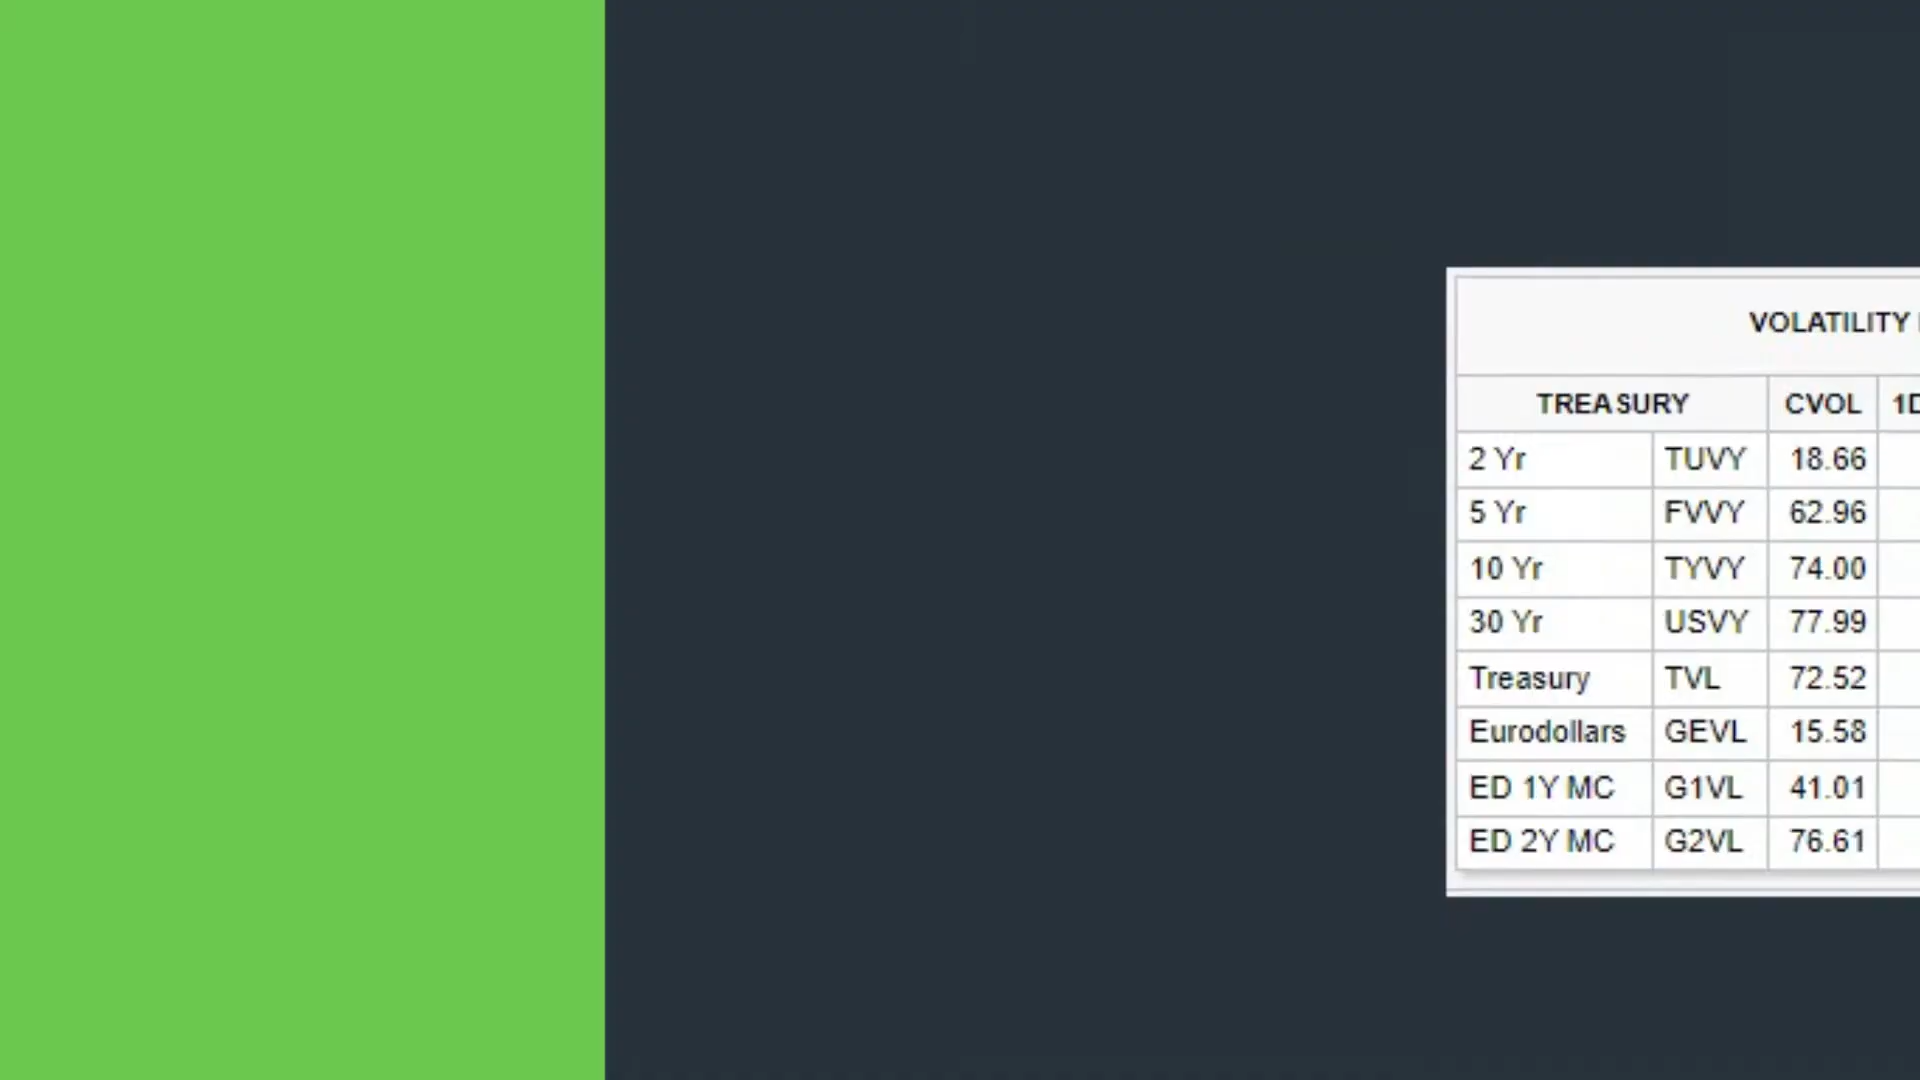 VOLATILITY
TREASURY CVOL 1D
2 Yr TUVY 18.66
5 Yr FVVY 62.96
10 Yr TYVY 74.00
30 Yr USVY 77.99
Treasury TVL 72.52
Eurodollars GEVL 15.58
ED 1Y MC G1VL 41.01
ED 2Y MC G2VL 76.61